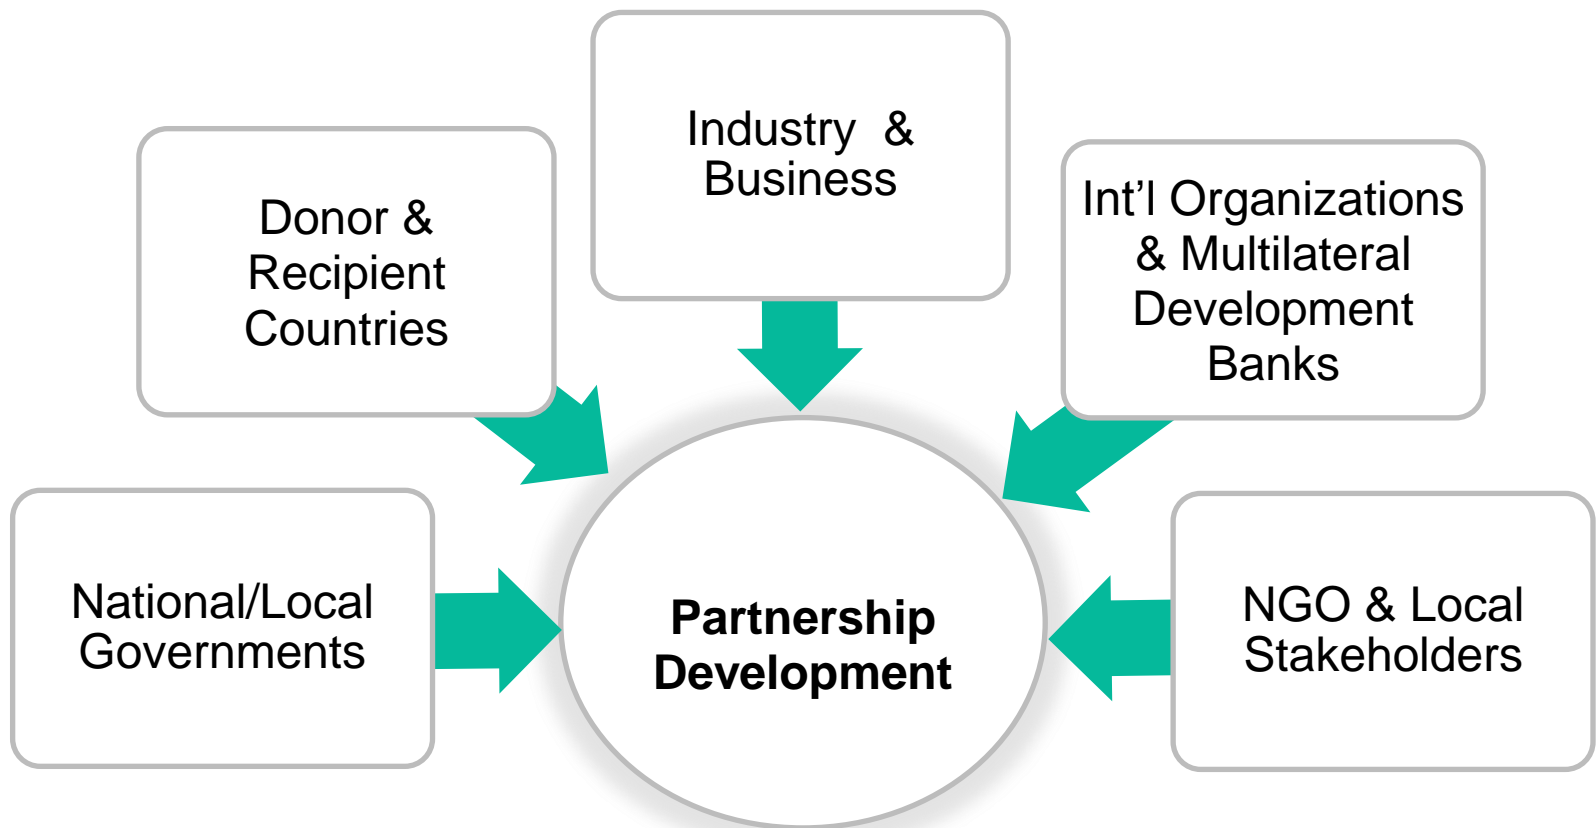 Industry & 
Business
Donor &
Recipient
Countries
Int’l Organizations
& Multilateral
Development
Banks
National/Local
Governments
Partnership
Development
NGO & Local
Stakeholders